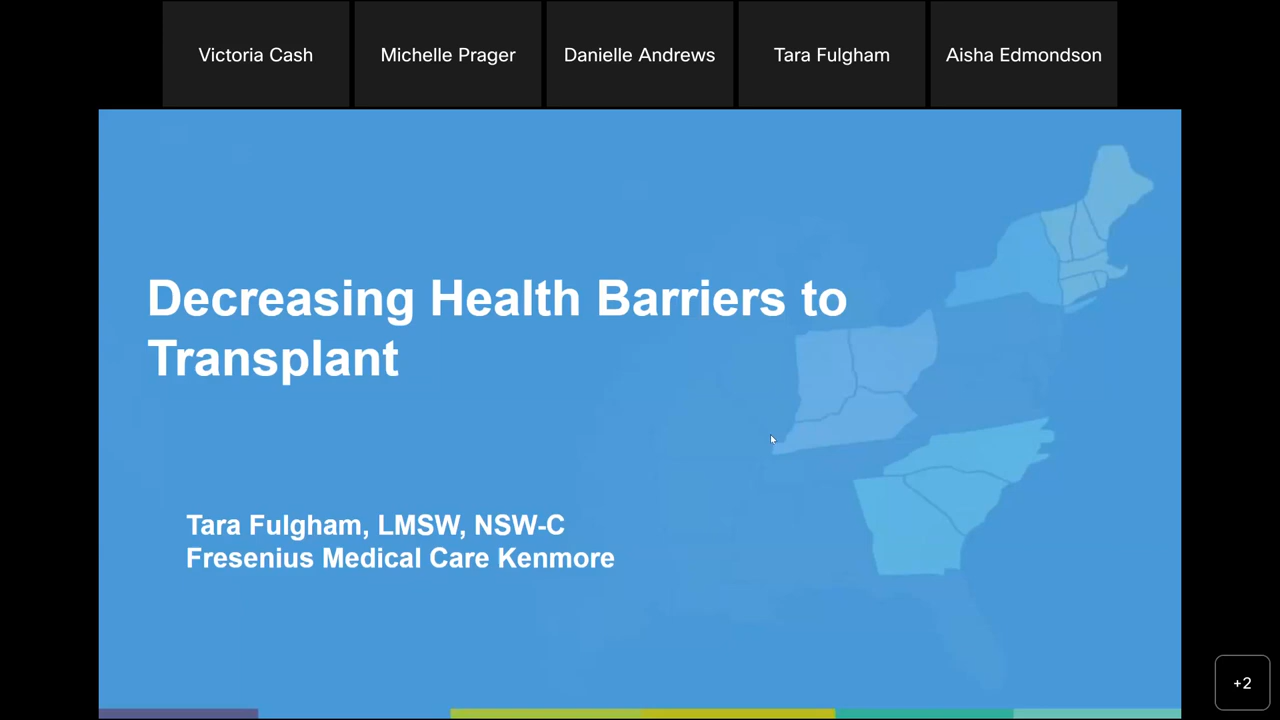 Victoria Cash
Michelle Prager
Danielle Andrews
Tara Fulgham
Aisha Edmondson
Decreasing Health Barriers to
Transplant
Tara Fulgham, LMSW, NSW-C
Fresenius Medical Care Kenmore
+2